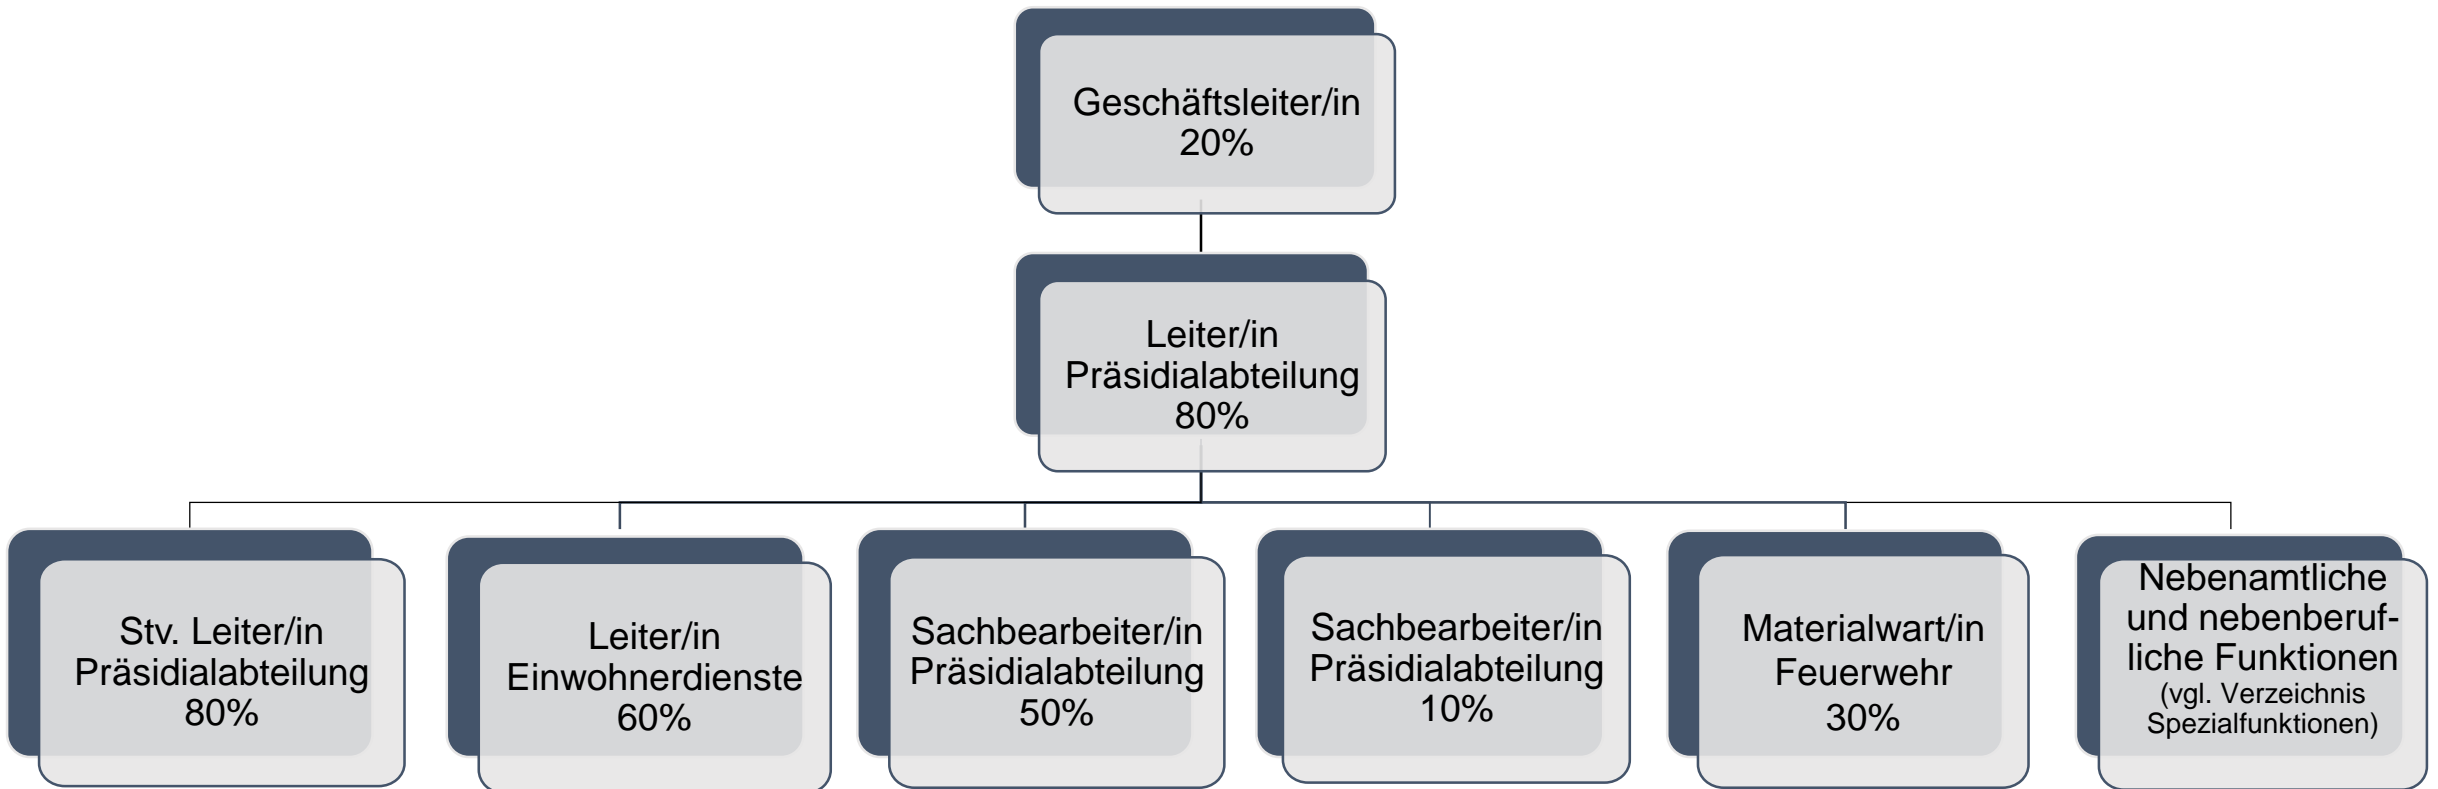 Geschäftsleiter/in
20%
Leiter/in
Präsidialabteilung
80%
Stv. Leiter/in
Präsidialabteilung
80%
Leiter/in
Einwohnerdienste
60%
Sachbearbeiter/in
Präsidialabteilung
50%
Sachbearbeiter/in
Präsidialabteilung
10%
Materialwart/in
Feuerwehr
30%
Nebenamtliche
und nebenberuf-
liche Funktionen
(vgl. Verzeichnis
Spezialfunktionen)